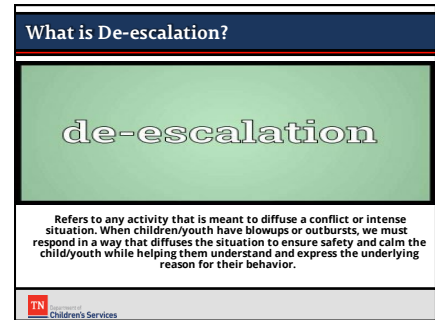 What is De-escalation?
de-escalation
Refers to any activity that is meant to diffuse a conflict or intense
situation. When children/youth have blowups or outbursts, we must
respond in a way that diffuses the situation to ensure safety and calm the
child/youth while helping them understand and express the underlying
reason for their behavior.
TN
Department of
Children's Services